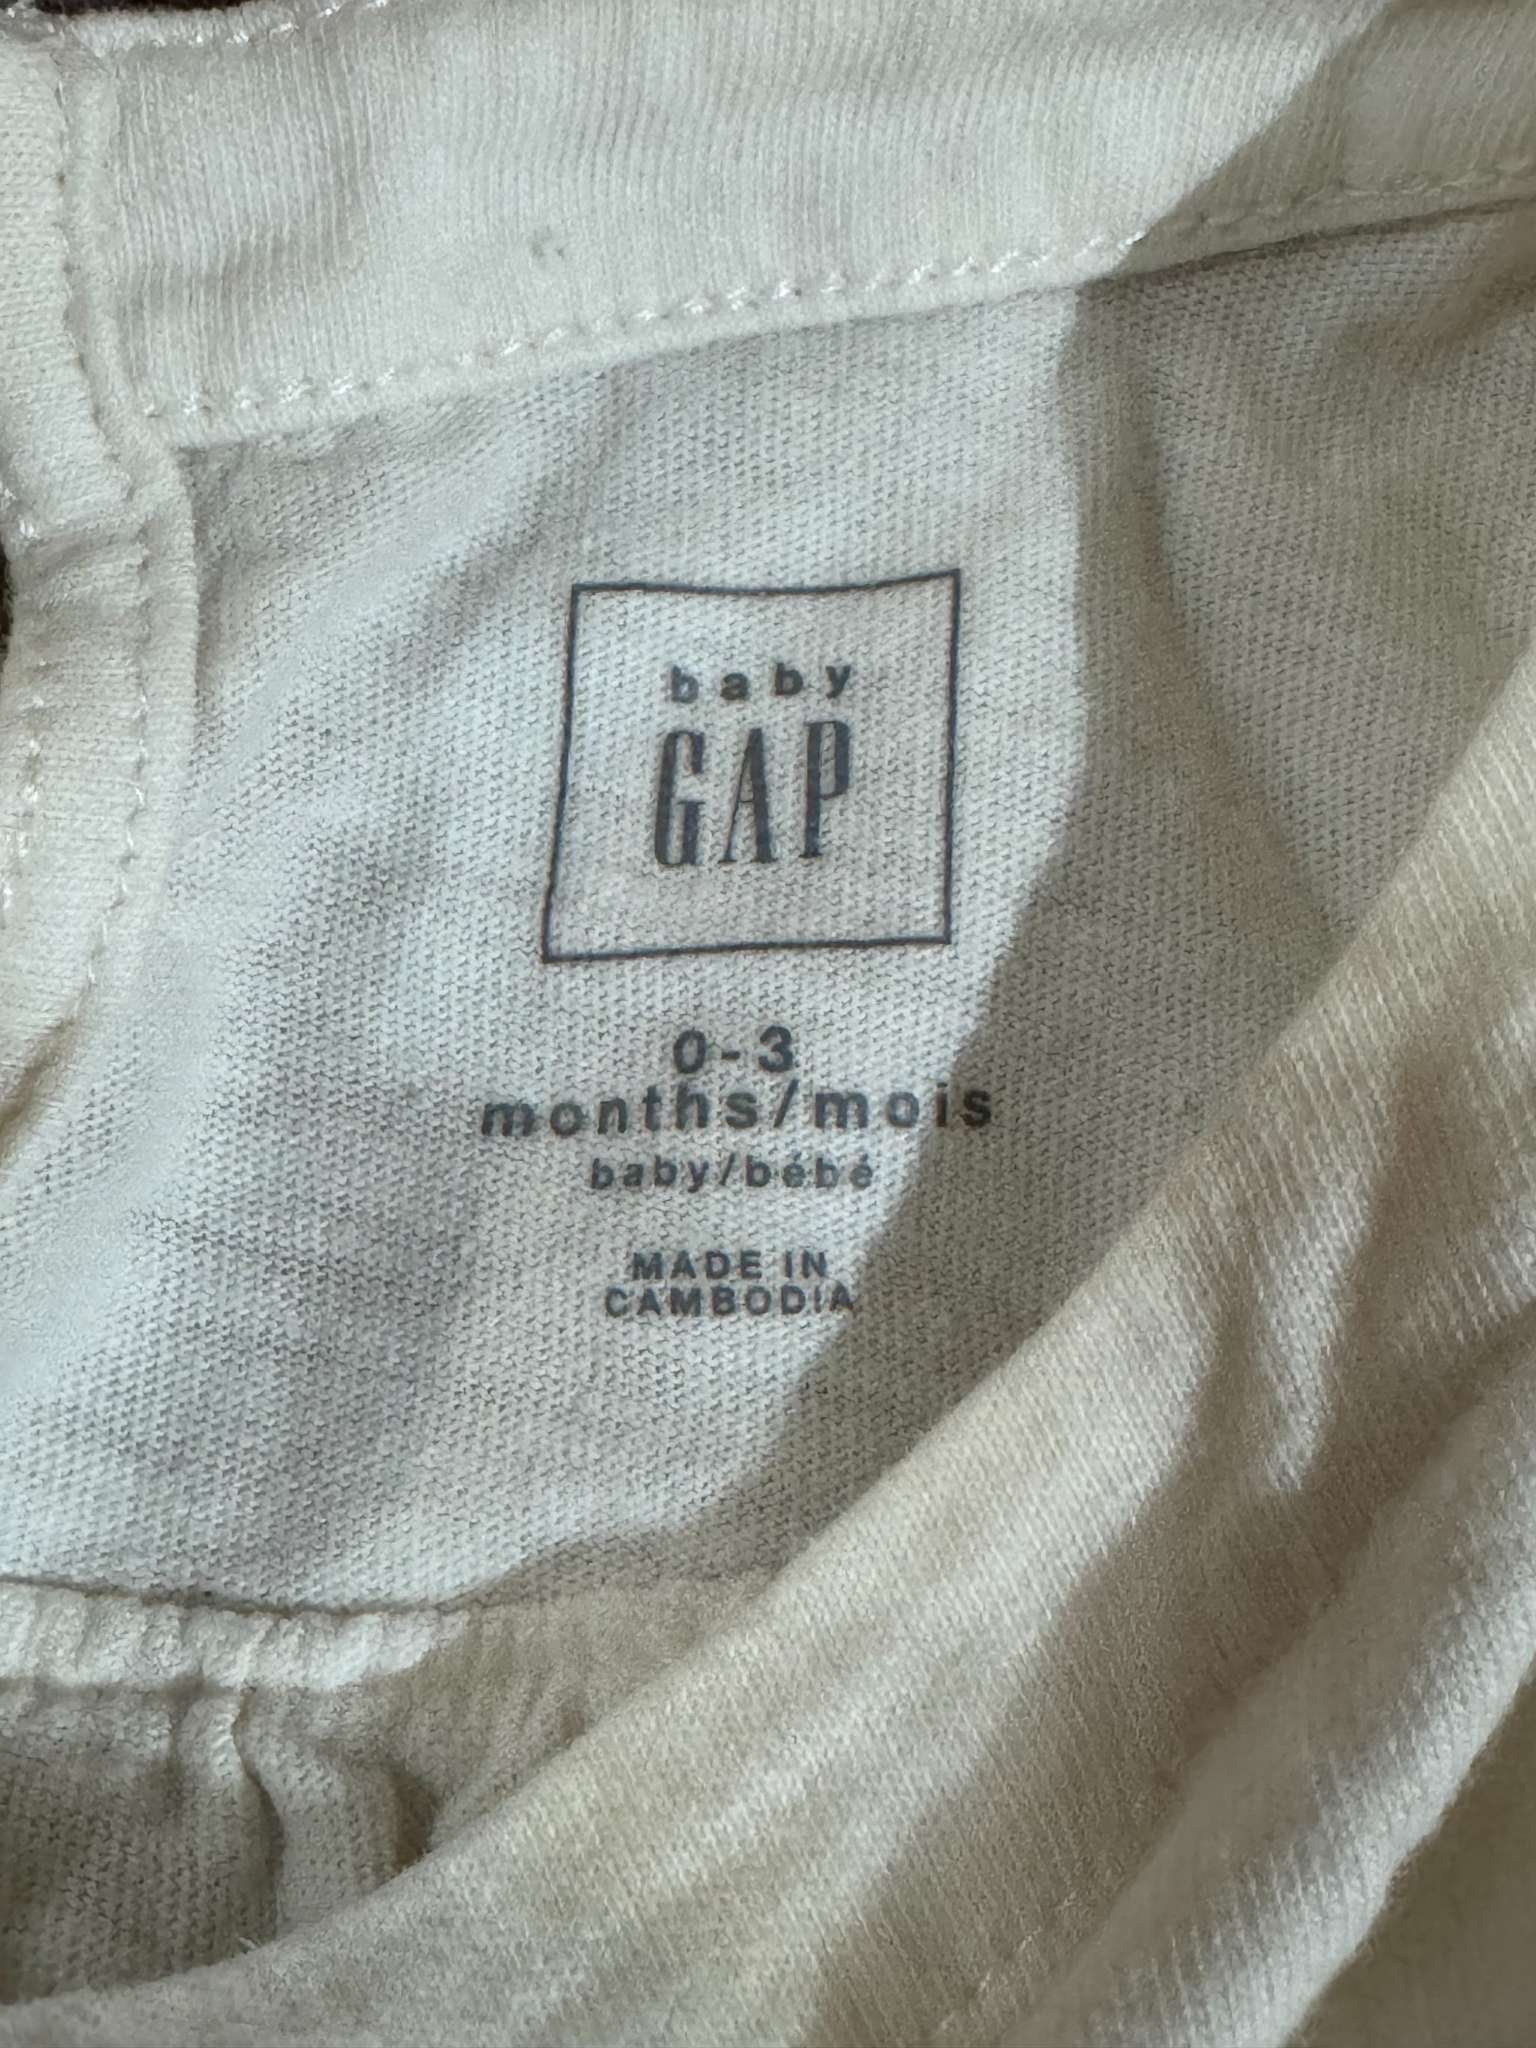 baby
GAP
0-3
months/mois
baby/bébé
MADE IN
CAMBODIA